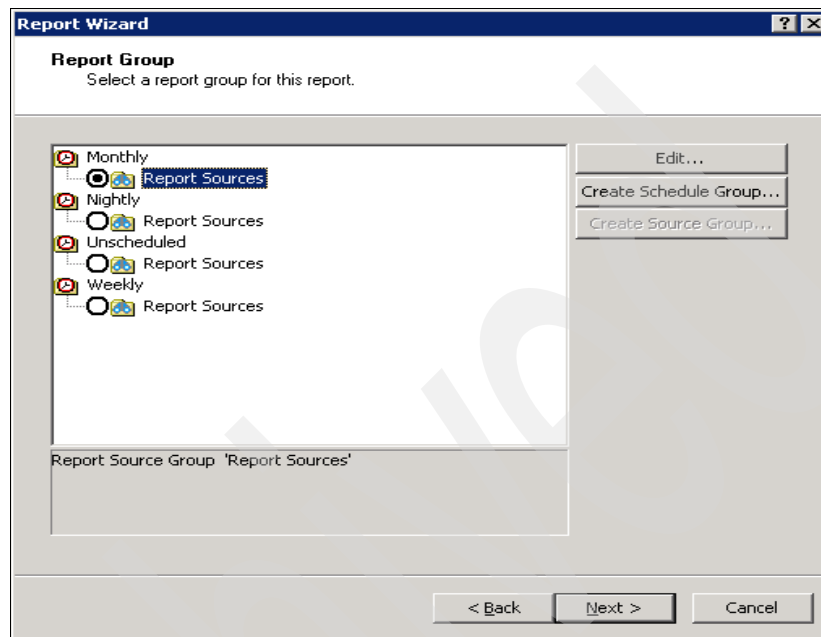 Report Wizard
Report Group
Select a report group for this report.
Monthly
Report Sources
Nightly
Report Sources
Unscheduled
Report Sources
Weekly
Report Sources
Edit...
Create Schedule Group...
Create Source Group...
Report Source Group 'Report Sources'
< Back
Next >
Cancel